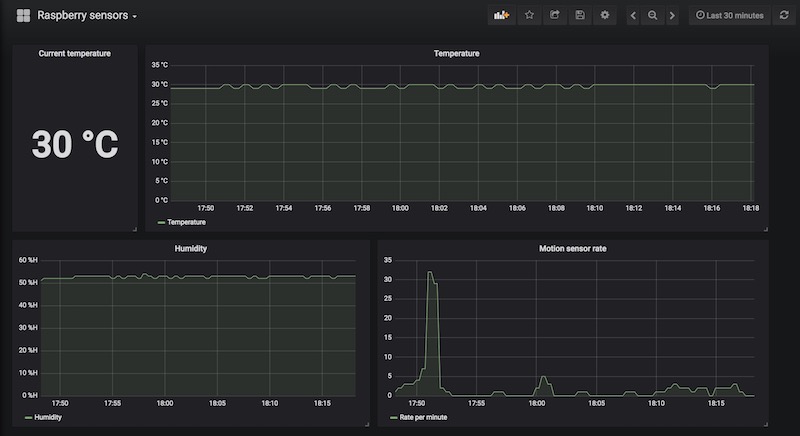 Raspberry sensors
Last 30 minutes
Current temperature
30 °C
Temperature
35 °C
30 °C
25 °C
20 °C
15 °C
10 °C
5 °C
0 °C
17:50 17:52 17:54 17:56 17:58 18:00 18:02 18:04 18:06 18:08 18:10 18:12 18:14 18:16 18:18
Temperature
Humidity
60 %H
50 %H
40 %H
30 %H
20 %H
10 %H
0 %H
17:50 17:55 18:00 18:05 18:10 18:15
Humidity
Motion sensor rate
35
30
25
20
15
10
5
0
17:50 17:55 18:00 18:05 18:10 18:15
Rate per minute